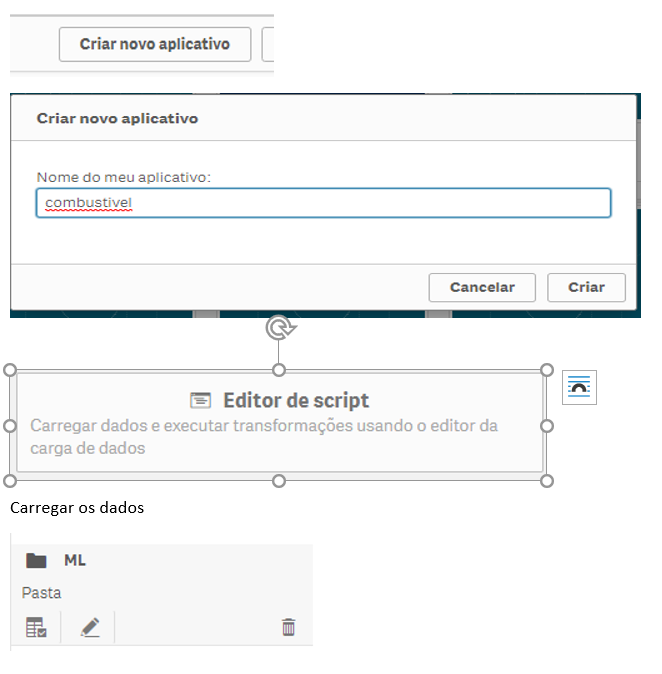 Criar novo aplicativo
Criar novo aplicativo
Nome do meu aplicativo:
combustivel
Cancelar
Criar
Editor de script
Carregar dados e executar transformações usando o editor da
carga de dados
Carregar os dados
ML
Pasta